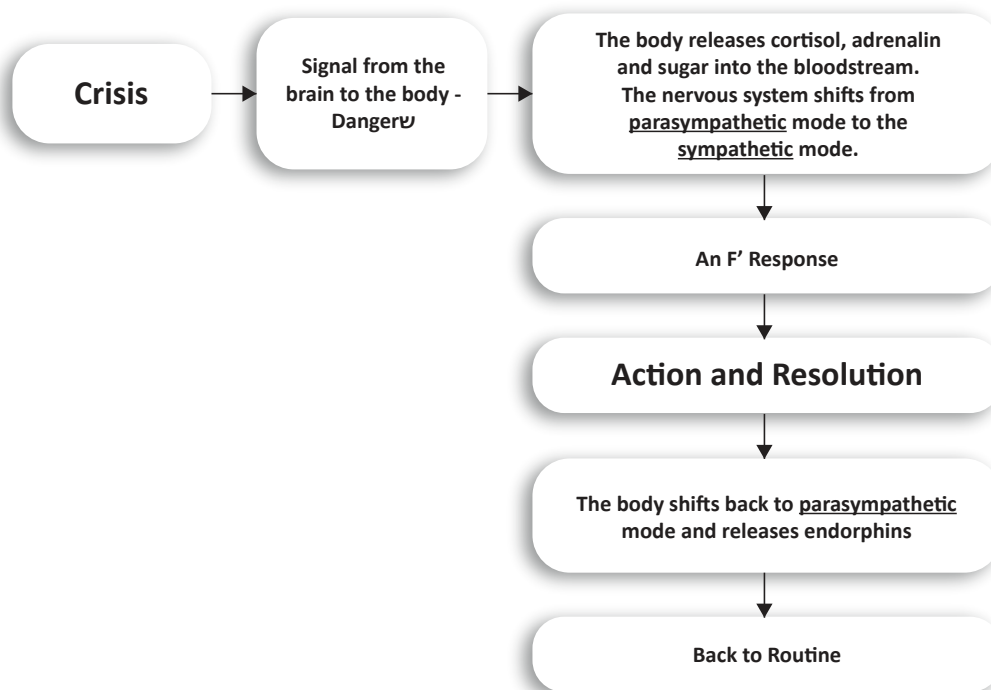 Crisis
Signal from the
brain to the body -
Dangerש
The body releases cortisol, adrenalin
and sugar into the bloodstream.
The nervous system shifts from
parasympathetic mode to the
sympathetic mode.
An F’ Response
Action and Resolution
The body shifts back to parasympathetic
mode and releases endorphins
Back to Routine